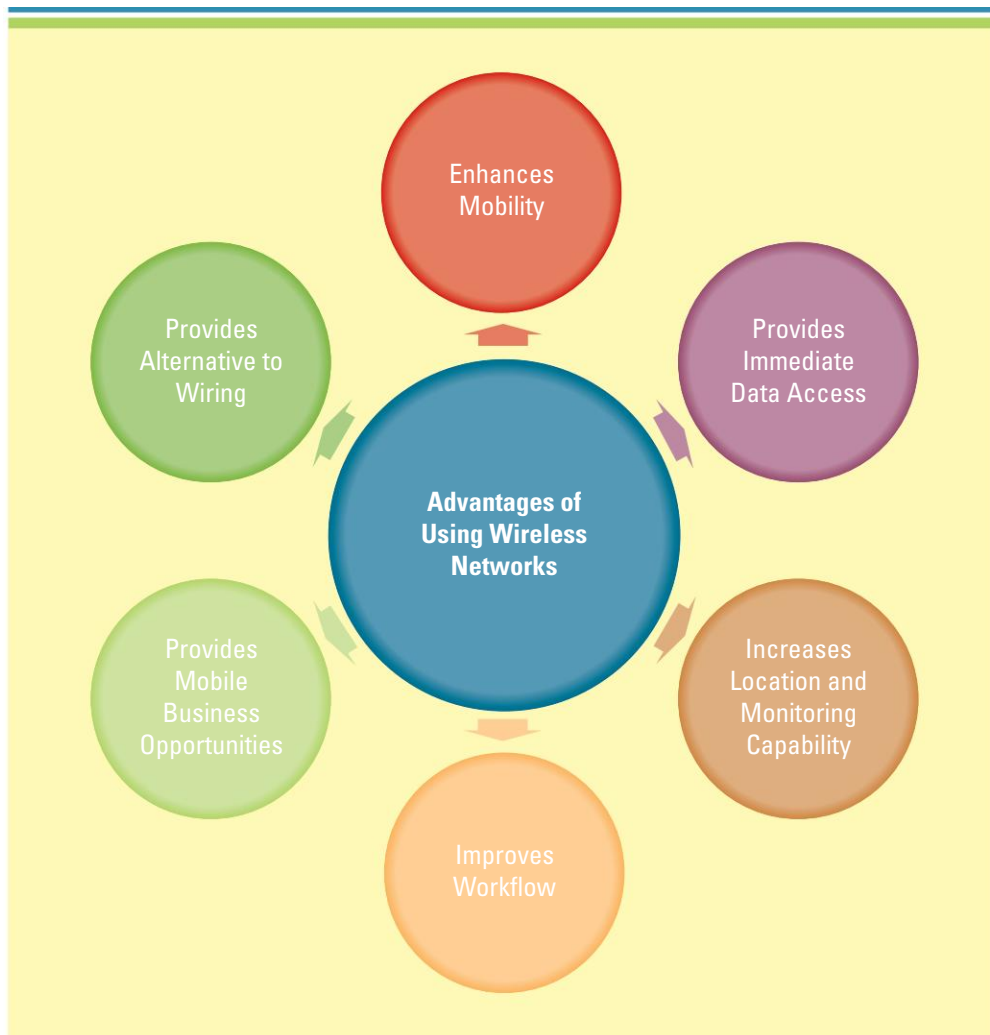 Enhances
Mobility
Provides
Immediate
Data Access
Increases
Location and
Monitoring
Capability
Improves
Workflow
Provides
Mobile
Business
Opportunities
Provides
Alternative to
Wiring
Advantages of
Using Wireless
Networks